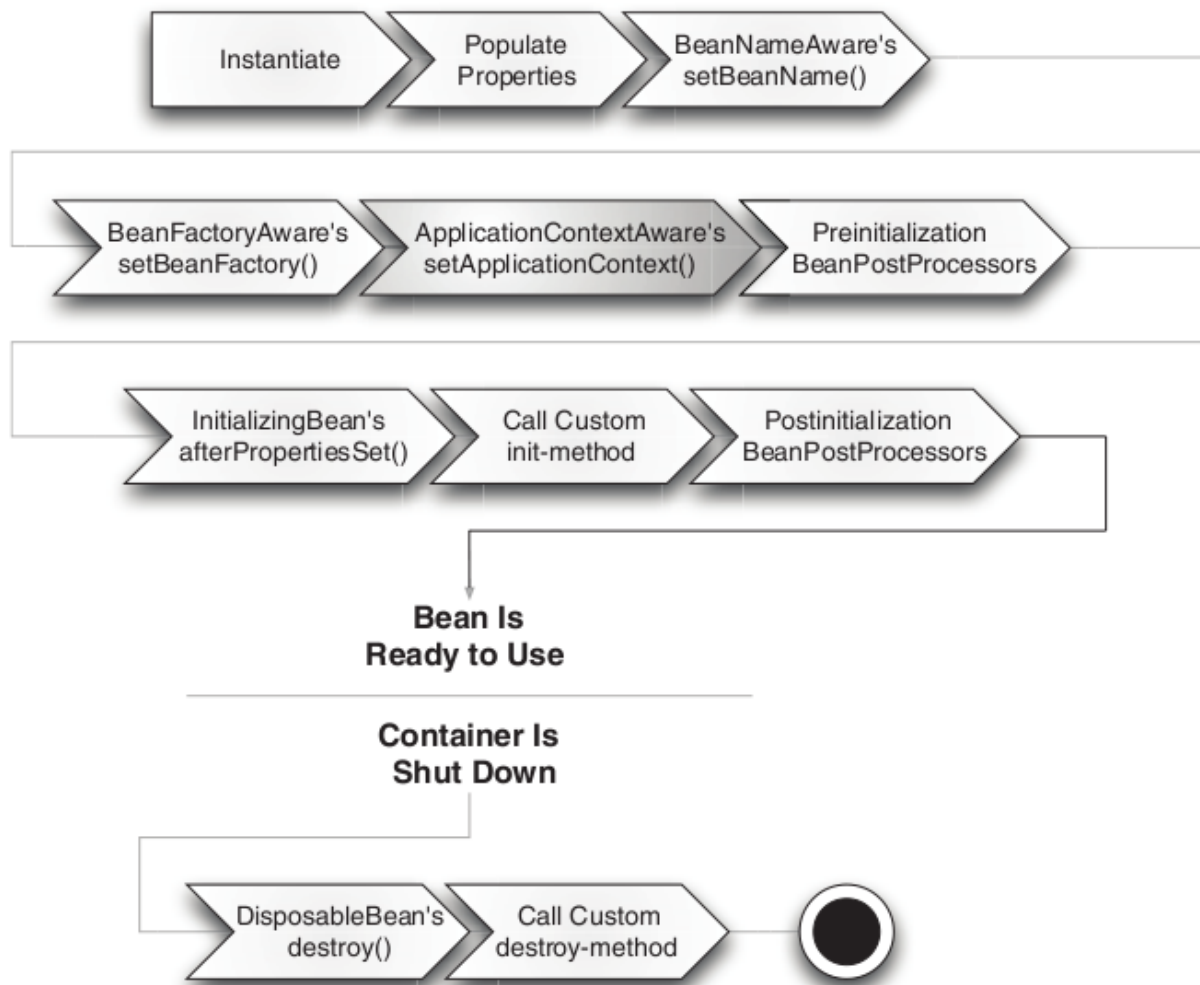 Instantiate
Populate
Properties
BeanNameAware's
setBeanName()
BeanFactoryAware's
setBeanFactory()
ApplicationContextAware's
setApplicationContext()
Preinitialization
BeanPostProcessors
InitializingBean's
afterPropertiesSet()
Call Custom
init-method
Postinitialization
BeanPostProcessors
Bean Is
Ready to Use
Container Is
Shut Down
DisposableBean's
destroy()
Call Custom
destroy-method